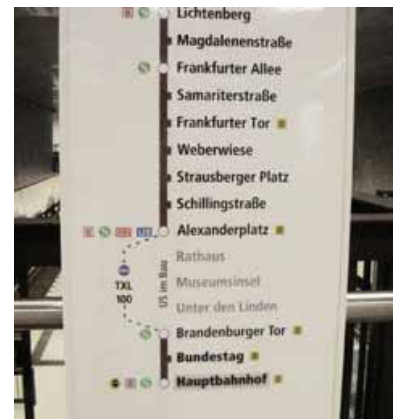 Lichtenberg
Magdalenenstraße
Frankfurter Allee
Samariterstraße
Frankfurter Tor
Weberwiese
Strausberger Platz
Schillingstraße
Alexanderplatz
Rathaus
TXL
100
U5 im Bau
Museumsinsel
Unter den Linden
Brandenburger Tor
Bundestag
Hauptbahnhof